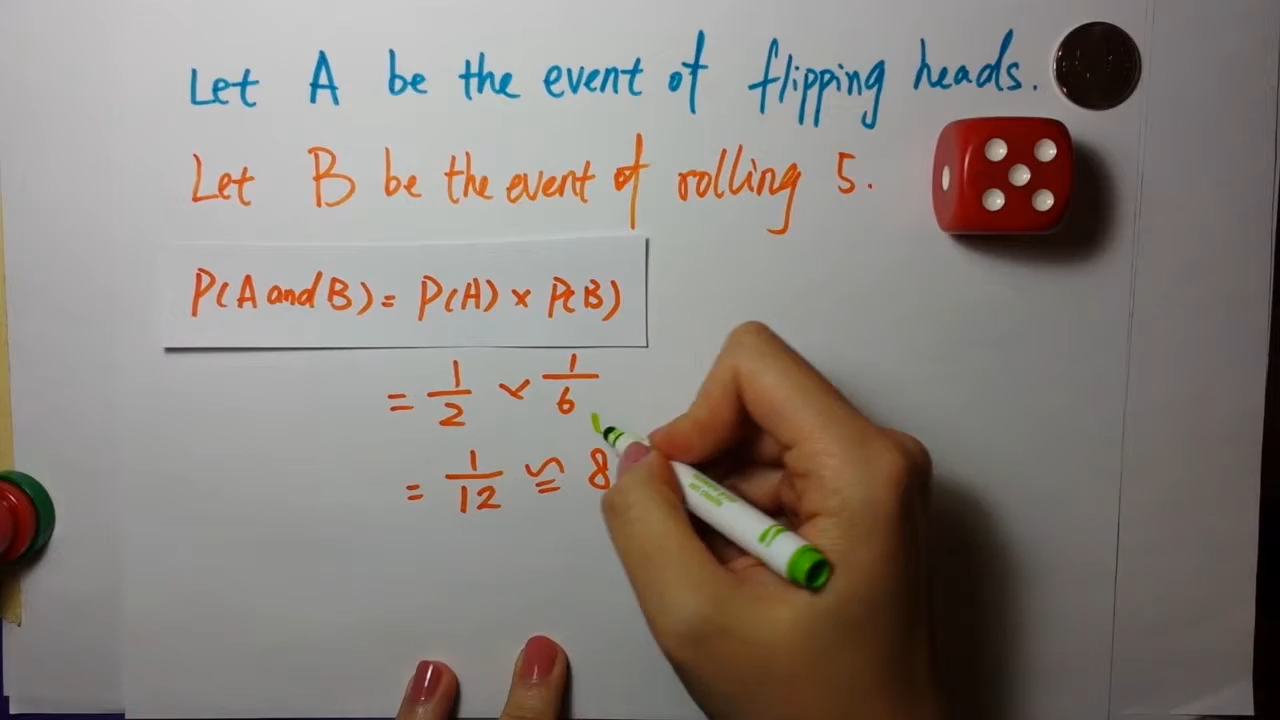 Let A be the event of flipping heads.
Let B be the event of rolling 5.
P(A and B) = P(A) × P(B)
= 1/2 × 1/6
= 1/12 ≌ 8